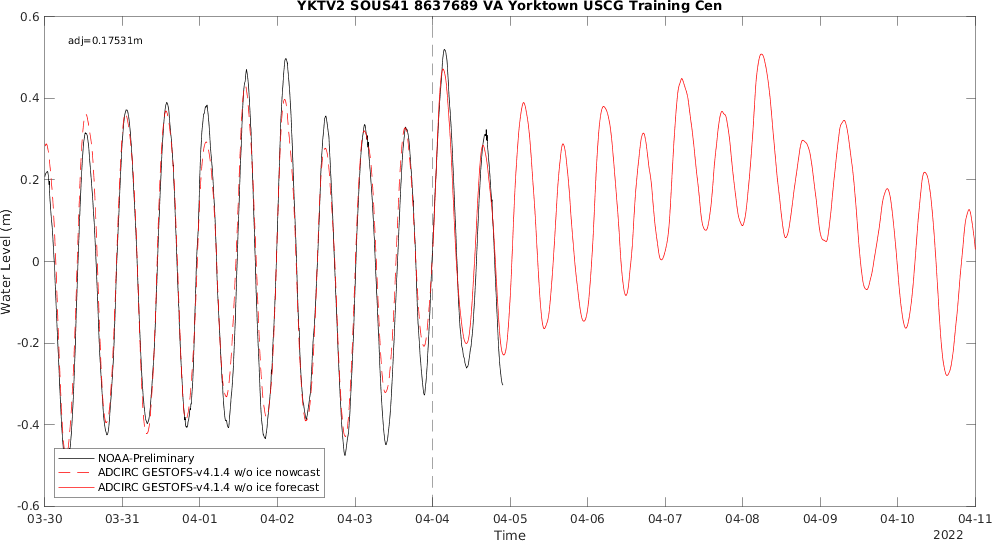 YKTV2 SOUS41 8637689 VA Yorktown USCG Training Cen
adj=0.17531m
0.6
0.4
0.2
0
-0.2
-0.4
-0.6
Water Level (m)
NOAA-Preliminary
ADCIRC GESTOFS-v4.1.4 w/o ice nowcast
ADCIRC GESTOFS-v4.1.4 w/o ice forecast
03-30 03-31 04-01 04-02 04-03 04-04 04-05 04-06 04-07 04-08 04-09 04-10 04-11
Time
2022